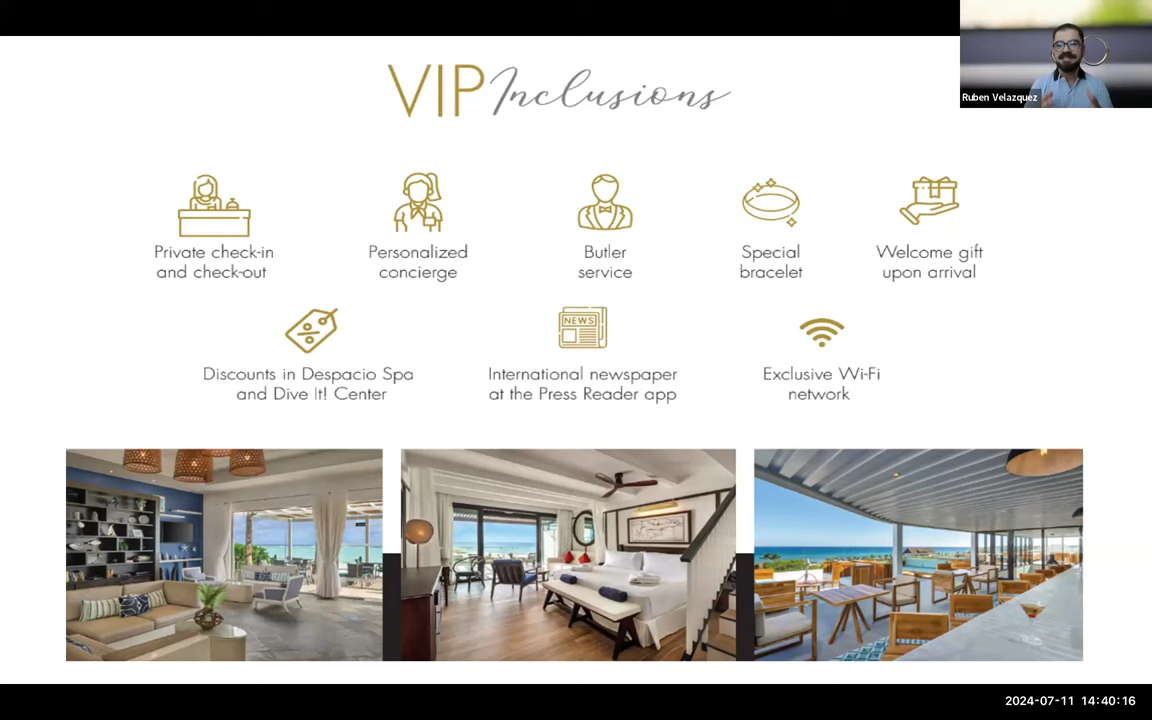 VIP Inclusions
Ruben Velazquez
Private check-in
and check-out
Personalized
concierge
Butler
service
Special
bracelet
Welcome gift
upon arrival
NEWS
Discounts in Despacio Spa
and Dive It! Center
International newspaper
at the Press Reader app
Exclusive Wi-Fi
network
2024-07-11 14:40:16